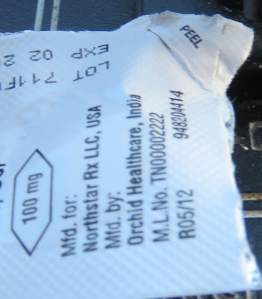 PEEL
LOT 711F
EXP 02 2
100 mg
Mfd. for:
Northstar Rx LLC, USA
Mfd. by:
Orchid Healthcare, India
M.L.No. TN00002222
R05/12 948204414